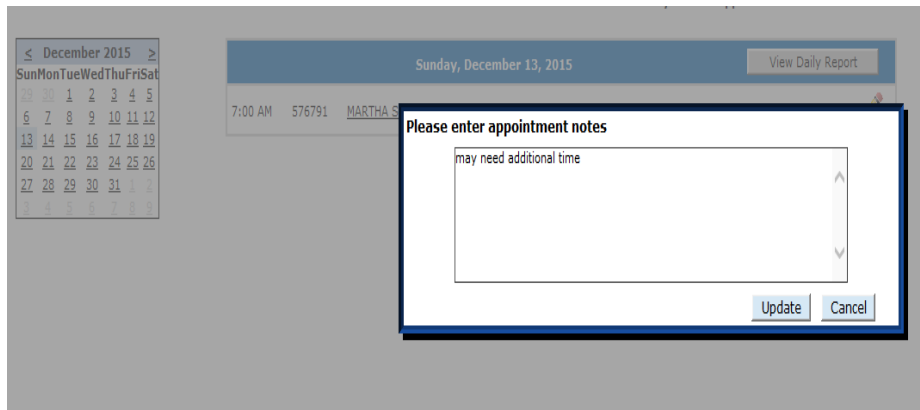 < December 2015 >
SunMonTueWedThuFriSat
29 30 1 2 3 4 5
6 7 8 9 10 11 12
13 14 15 16 17 18 19
20 21 22 23 24 25 26
27 28 29 30 31 1 2
3 4 5 6 7 8 9
Sunday, December 13, 2015
View Daily Report
7:00 AM 576791 MARTHA S
Please enter appointment notes
may need additional time
Update Cancel